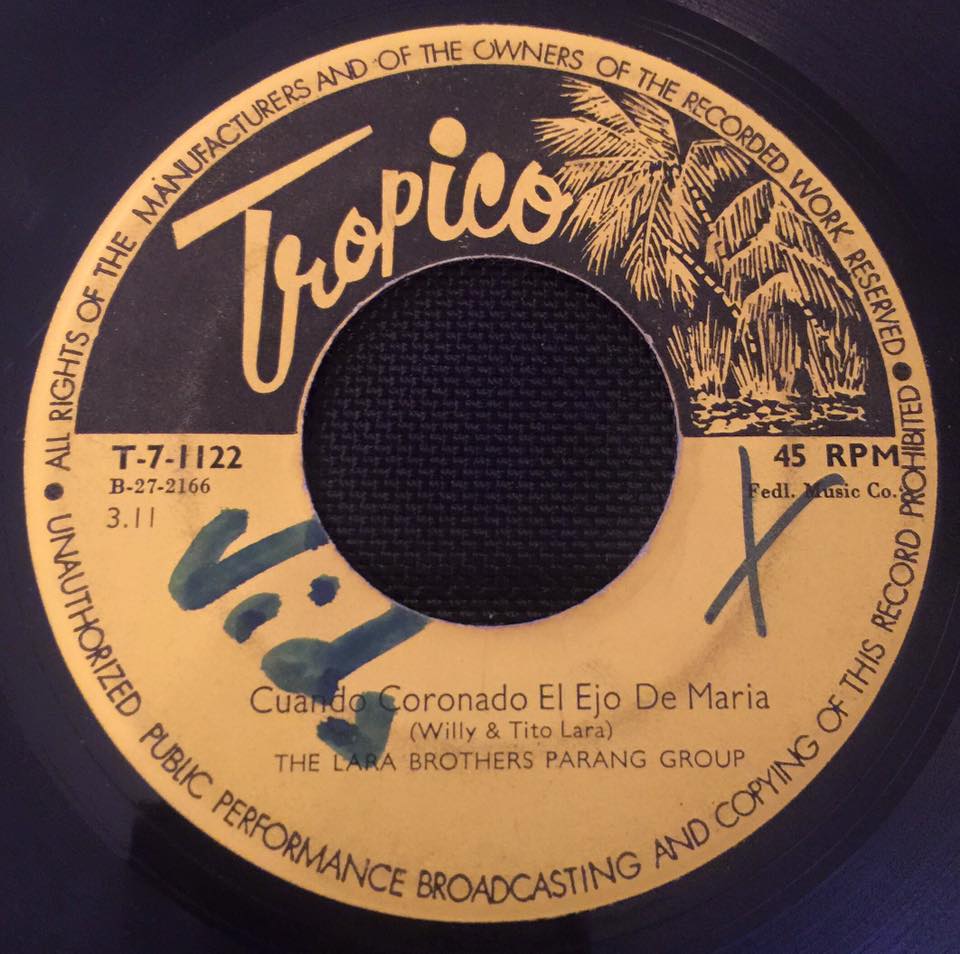 ALL RIGHTS OF THE MANUFACTURERS AND OF THE OWNERS OF THE RECORDED WORK RESERVED
Tropico
T-7-1122
45 RPM
B-27-2166
Fedl. Music Co.
3.11
X
Cuando Coronado El Ejo De Maria
(Willy & Tito Lara)
THE LARA BROTHERS PARANG GROUP
UNAUTHORIZED PUBLIC PERFORMANCE BROADCASTING AND COPYING OF THIS RECORD PROHIBITED